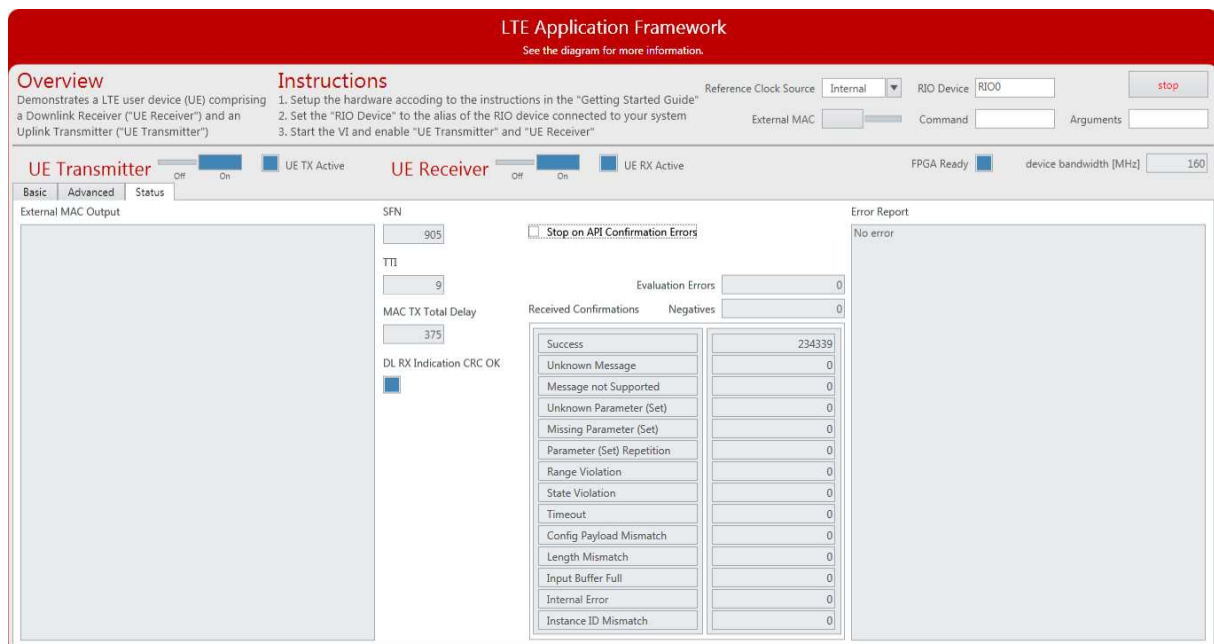 LTE Application Framework
See the diagram for more information.
Overview
Demonstrates a LTE user device (UE) comprising
a Downlink Receiver ("UE Receiver") and an
Uplink Transmitter ("UE Transmitter")
Instructions
1. Setup the hardware accoding to the instructions in the "Getting Started Guide"
2. Set the "RIO Device" to the alias of the RIO device connected to your system
3. Start the VI and enable "UE Transmitter" and "UE Receiver"
Reference Clock Source Internal RIO Device RIO0 stop
External MAC Command Arguments
UE Transmitter Off On UE TX Active UE Receiver Off On UE RX Active FPGA Ready device bandwidth [MHz] 160
Basic Advanced Status
External MAC Output
SFN
905
TTI
9
MAC TX Total Delay
375
DL RX Indication CRC OK
Stop on API Confirmation Errors
Evaluation Errors 0
Received Confirmations Negatives 0
Success 234339
Unknown Message 0
Message not Supported 0
Unknown Parameter (Set) 0
Missing Parameter (Set) 0
Parameter (Set) Repetition 0
Range Violation 0
State Violation 0
Timeout 0
Config Payload Mismatch 0
Length Mismatch 0
Input Buffer Full 0
Internal Error 0
Instance ID Mismatch 0
Error Report
No error